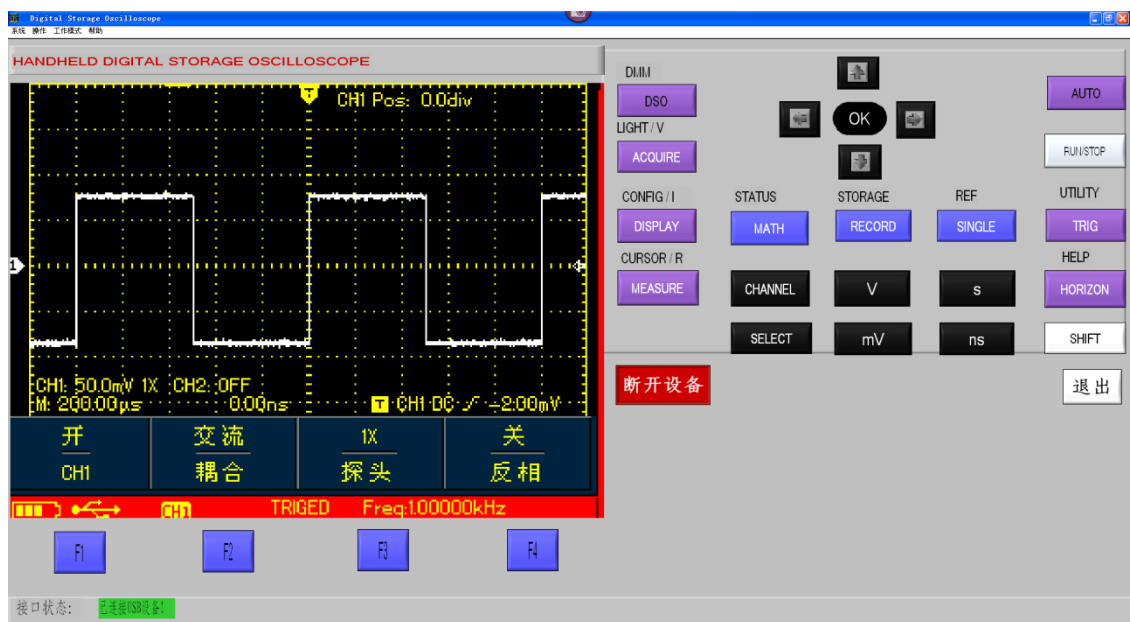 Digital Storage Oscilloscope
系统 操作 工作模式 帮助
HANDHELD DIGITAL STORAGE OSCILLOSCOPE
T CH1 Pos: 0.0div
1
CH1: 50.0mV 1X CH2: OFF
M: 200.00μs 0.00ns T CH1 DC -2.00mV
开 交流 1X 关
CH1 耦合 探头 反相
CH1 TRIGED Freq:1.00000kHz
F1 F2 F3 F4
DMM
DSO
AUTO
OK
LIGHT / V
ACQUIRE
RUN/STOP
CONFIG / I STATUS STORAGE REF UTILITY
DISPLAY MATH RECORD SINGLE TRIG
CURSOR / R HELP
MEASURE CHANNEL V s HORIZON
SELECT mV ns SHIFT
断开设备 退出
接口状态: 已连接USB设备!